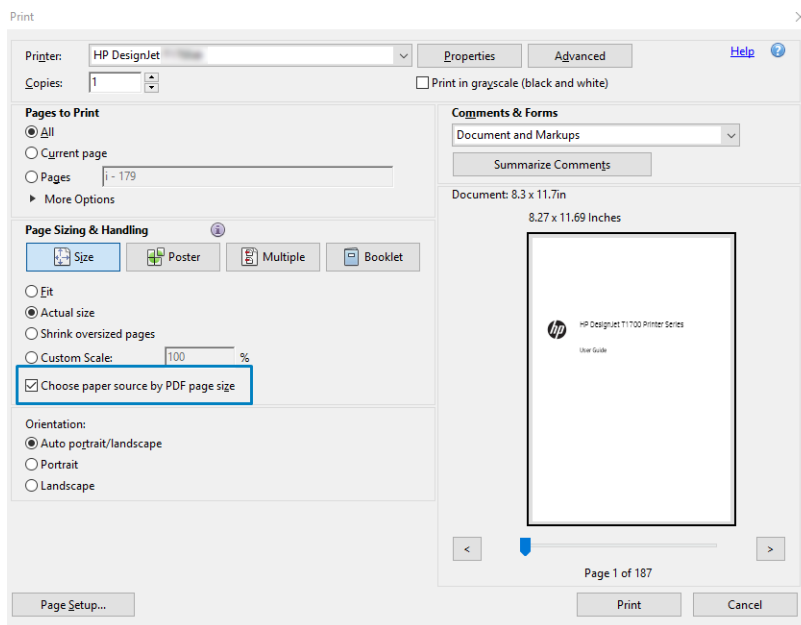 Print
Printer: HP DesignJet
Properties
Advanced
Help
Copies: 1
Print in grayscale (black and white)
Pages to Print
All
Current page
Pages i - 179
More Options
Page Sizing & Handling
Size
Poster
Multiple
Booklet
Fit
Actual size
Shrink oversized pages
Custom Scale: 100 %
Choose paper source by PDF page size
Orientation:
Auto portrait/landscape
Portrait
Landscape
Comments & Forms
Document and Markups
Summarize Comments
Document: 8.3 x 11.7in
8.27 x 11.69 Inches
hp
HP DesignJet T1700 Printer Series
User Guide
<
>
Page 1 of 187
Page Setup...
Print
Cancel